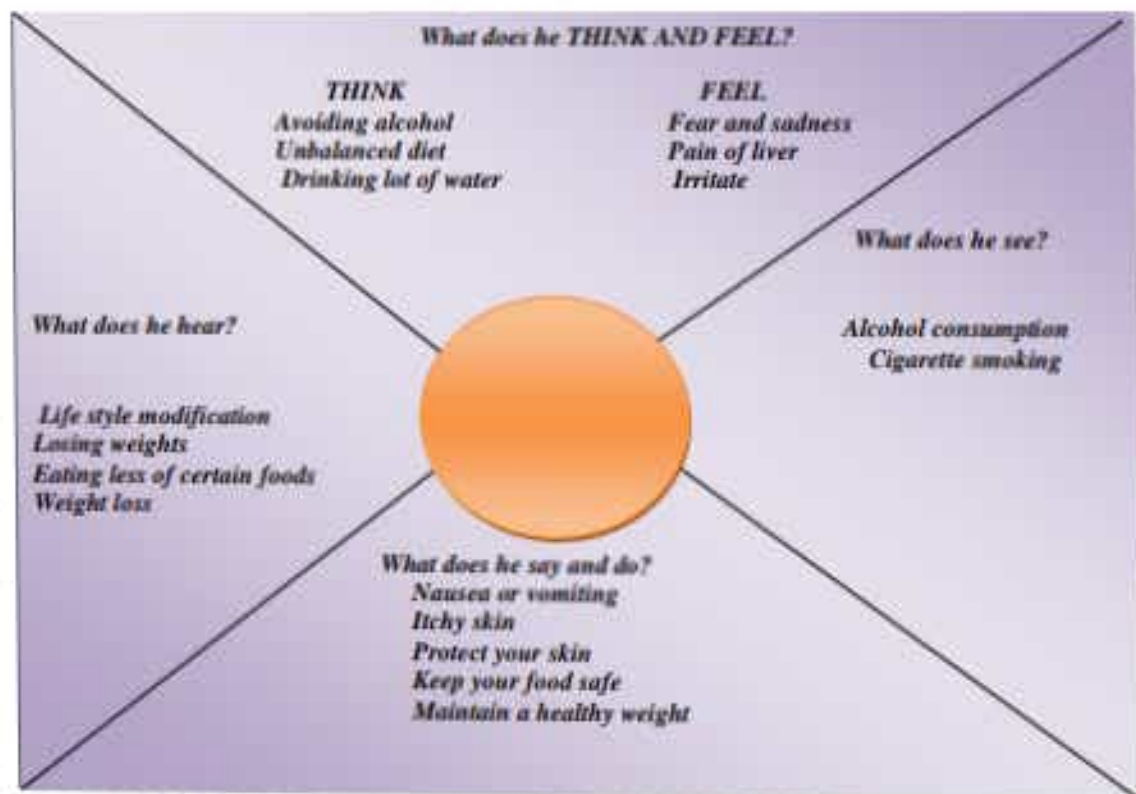 What does he THINK AND FEEL?
THINK
Avoiding alcohol
Unbalanced diet
Drinking lot of water
FEEL
Fear and sadness
Pain of liver
Irritate
What does he see?
Alcohol consumption
Cigarette smoking
What does he hear?
Life style modification
Losing weights
Eating less of certain foods
Weight loss
What does he say and do?
Nausea or vomiting
Itchy skin
Protect your skin
Keep your food safe
Maintain a healthy weight